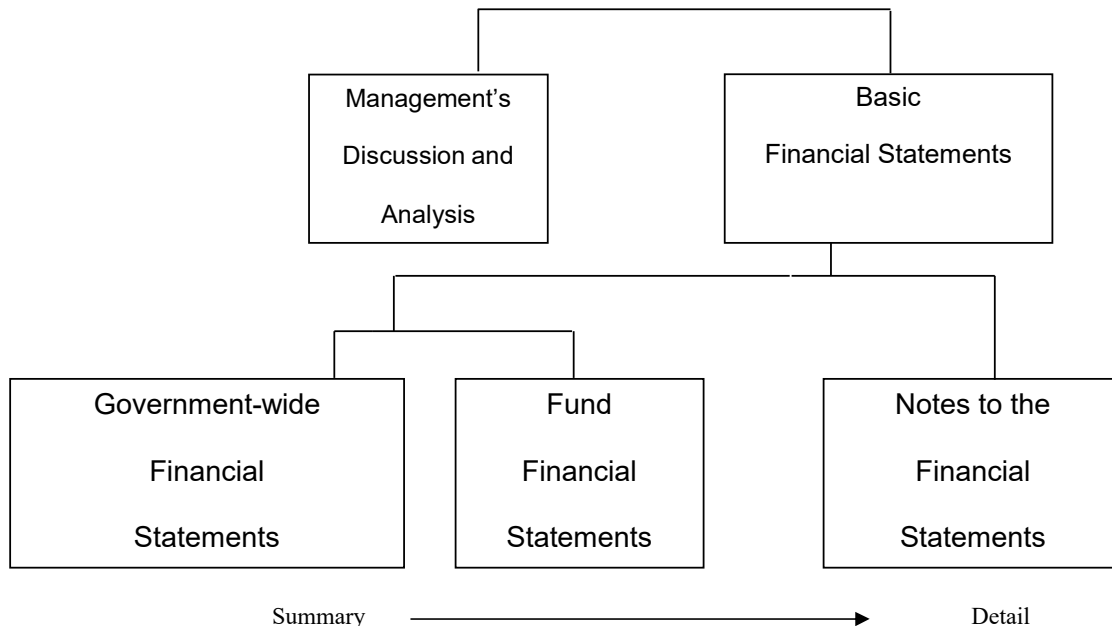 Management’s
Discussion and
Analysis
Basic
Financial Statements
Government-wide
Financial
Statements
Fund
Financial
Statements
Notes to the
Financial
Statements
Summary
Detail